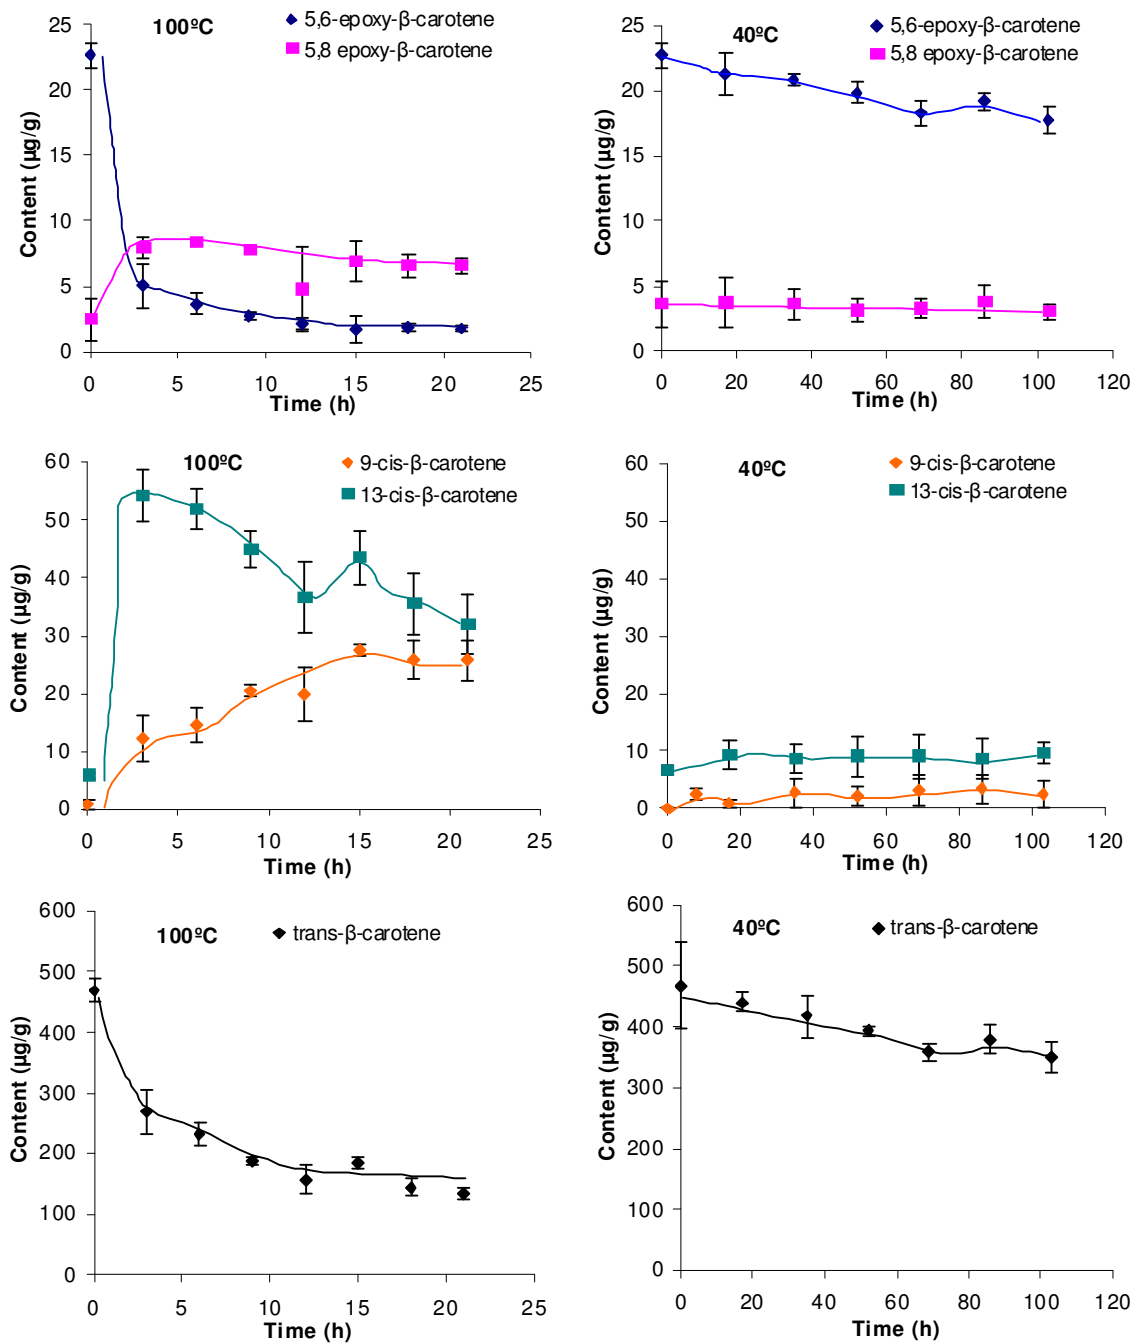 100ºC
5,6-epoxy-β-carotene
5,8 epoxy-β-carotene
Content (µg/g)
25
20
15
10
5
0
0 5 10 15 20 25
Time (h)
40ºC
5,6-epoxy-β-carotene
5,8 epoxy-β-carotene
Content (µg/g)
25
20
15
10
5
0
0 20 40 60 80 100 120
Time (h)
100ºC
9-cis-β-carotene
13-cis-β-carotene
Content (µg/g)
60
50
40
30
20
10
0
0 5 10 15 20 25
Time (h)
40ºC
9-cis-β-carotene
13-cis-β-carotene
Content (µg/g)
60
50
40
30
20
10
0
0 20 40 60 80 100 120
Time (h)
100ºC
trans-β-carotene
Content (µg/g)
600
500
400
300
200
100
0
0 5 10 15 20 25
Time (h)
40ºC
trans-β-carotene
Content (µg/g)
600
500
400
300
200
100
0
0 20 40 60 80 100 120
Time (h)